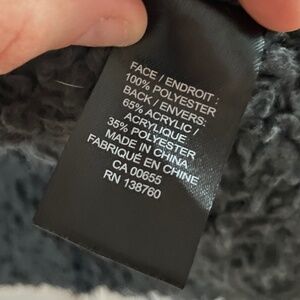 FACE / ENDROIT :
100% POLYESTER
BACK / ENVERS:
65% ACRYLIC /
ACRYLIQUE
35% POLYESTER
MADE IN CHINA
FABRIQUÉ EN CHINE
CA 00655
RN 138760